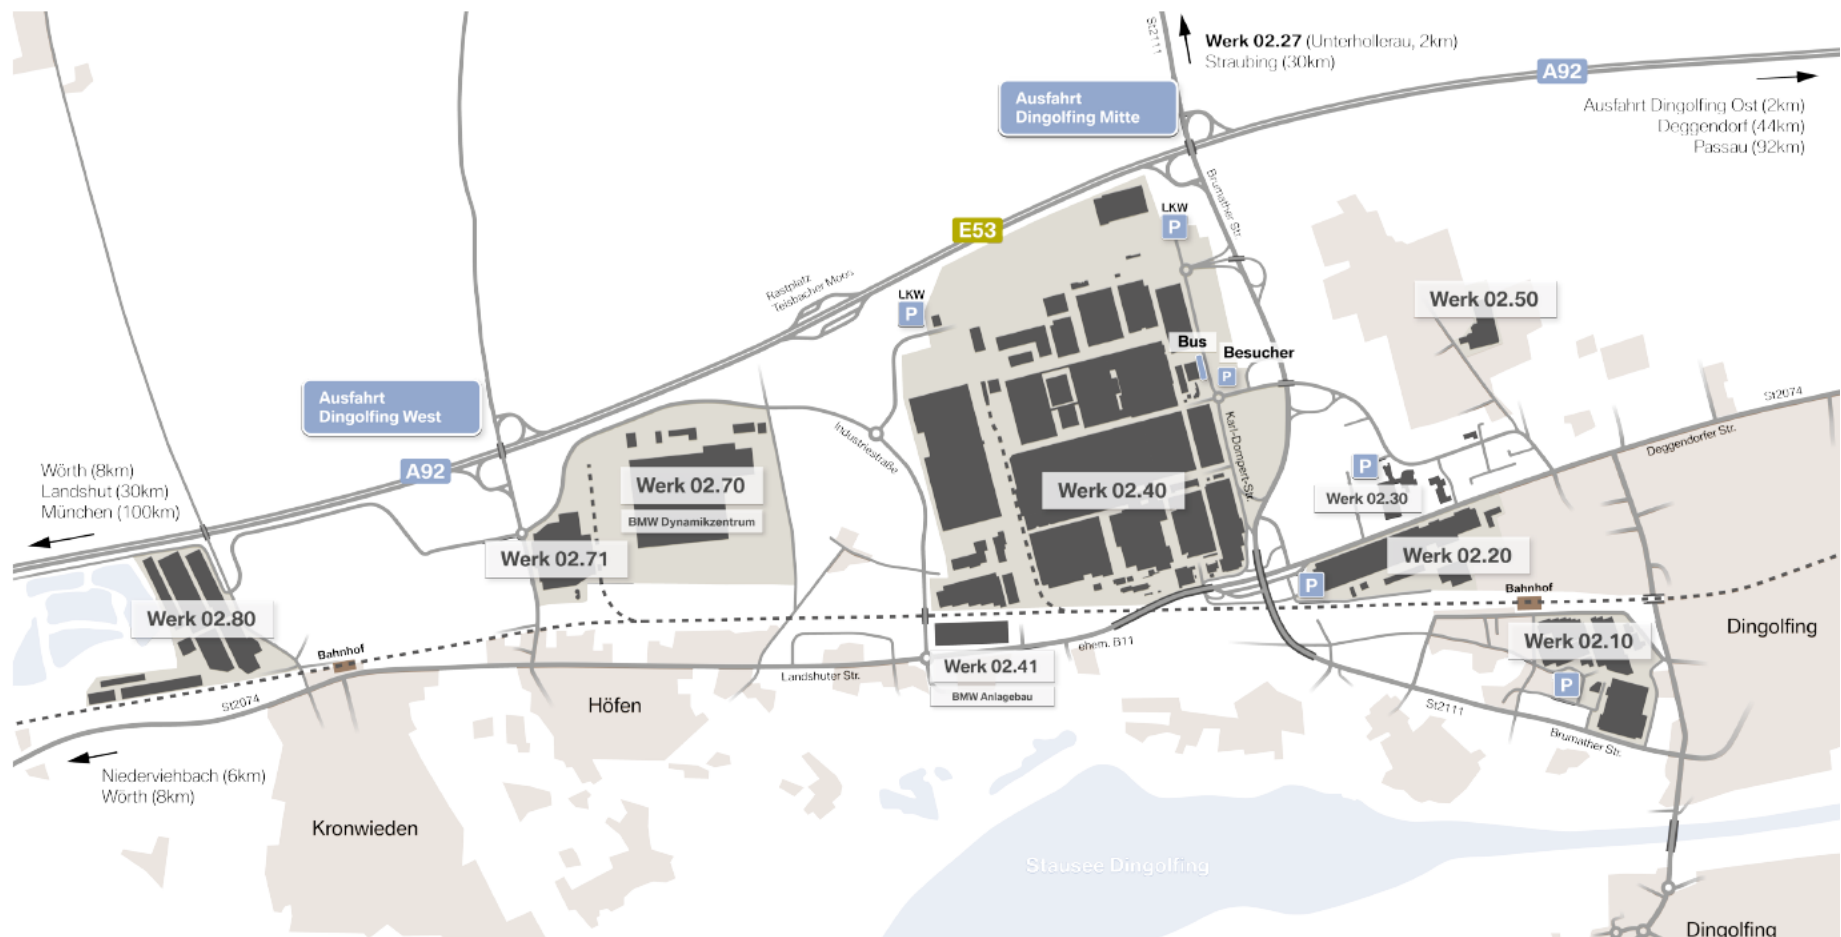 St2111
Werk 02.27 (Unterhollerau, 2km)
Straubing (30km)
A92
Ausfahrt Dingolfing Ost (2km)
Deggendorf (44km)
Passau (92km)
Ausfahrt
Dingolfing Mitte
Brumather Str.
LKW
P
E53
Rastplatz
Teisbacher Moos
LKW
P
Werk 02.50
Bus
Besucher
P
Ausfahrt
Dingolfing West
St2074
Deggendorfer Str.
Industriestraße
Karl-Dompert-Str.
Wörth (8km)
Landshut (30km)
München (100km)
A92
Werk 02.70
BMW Dynamikzentrum
Werk 02.40
P
Werk 02.30
Werk 02.71
Werk 02.20
P
Bahnhof
Werk 02.80
Bahnhof
Werk 02.10
Dingolfing
ehem. B11
Werk 02.41
BMW Anlagebau
Landshuter Str.
P
St2074
Höfen
St2111
Brumather Str.
Niederviehbach (6km)
Wörth (8km)
Kronwieden
Stausee Dingolfing
Dingolfing